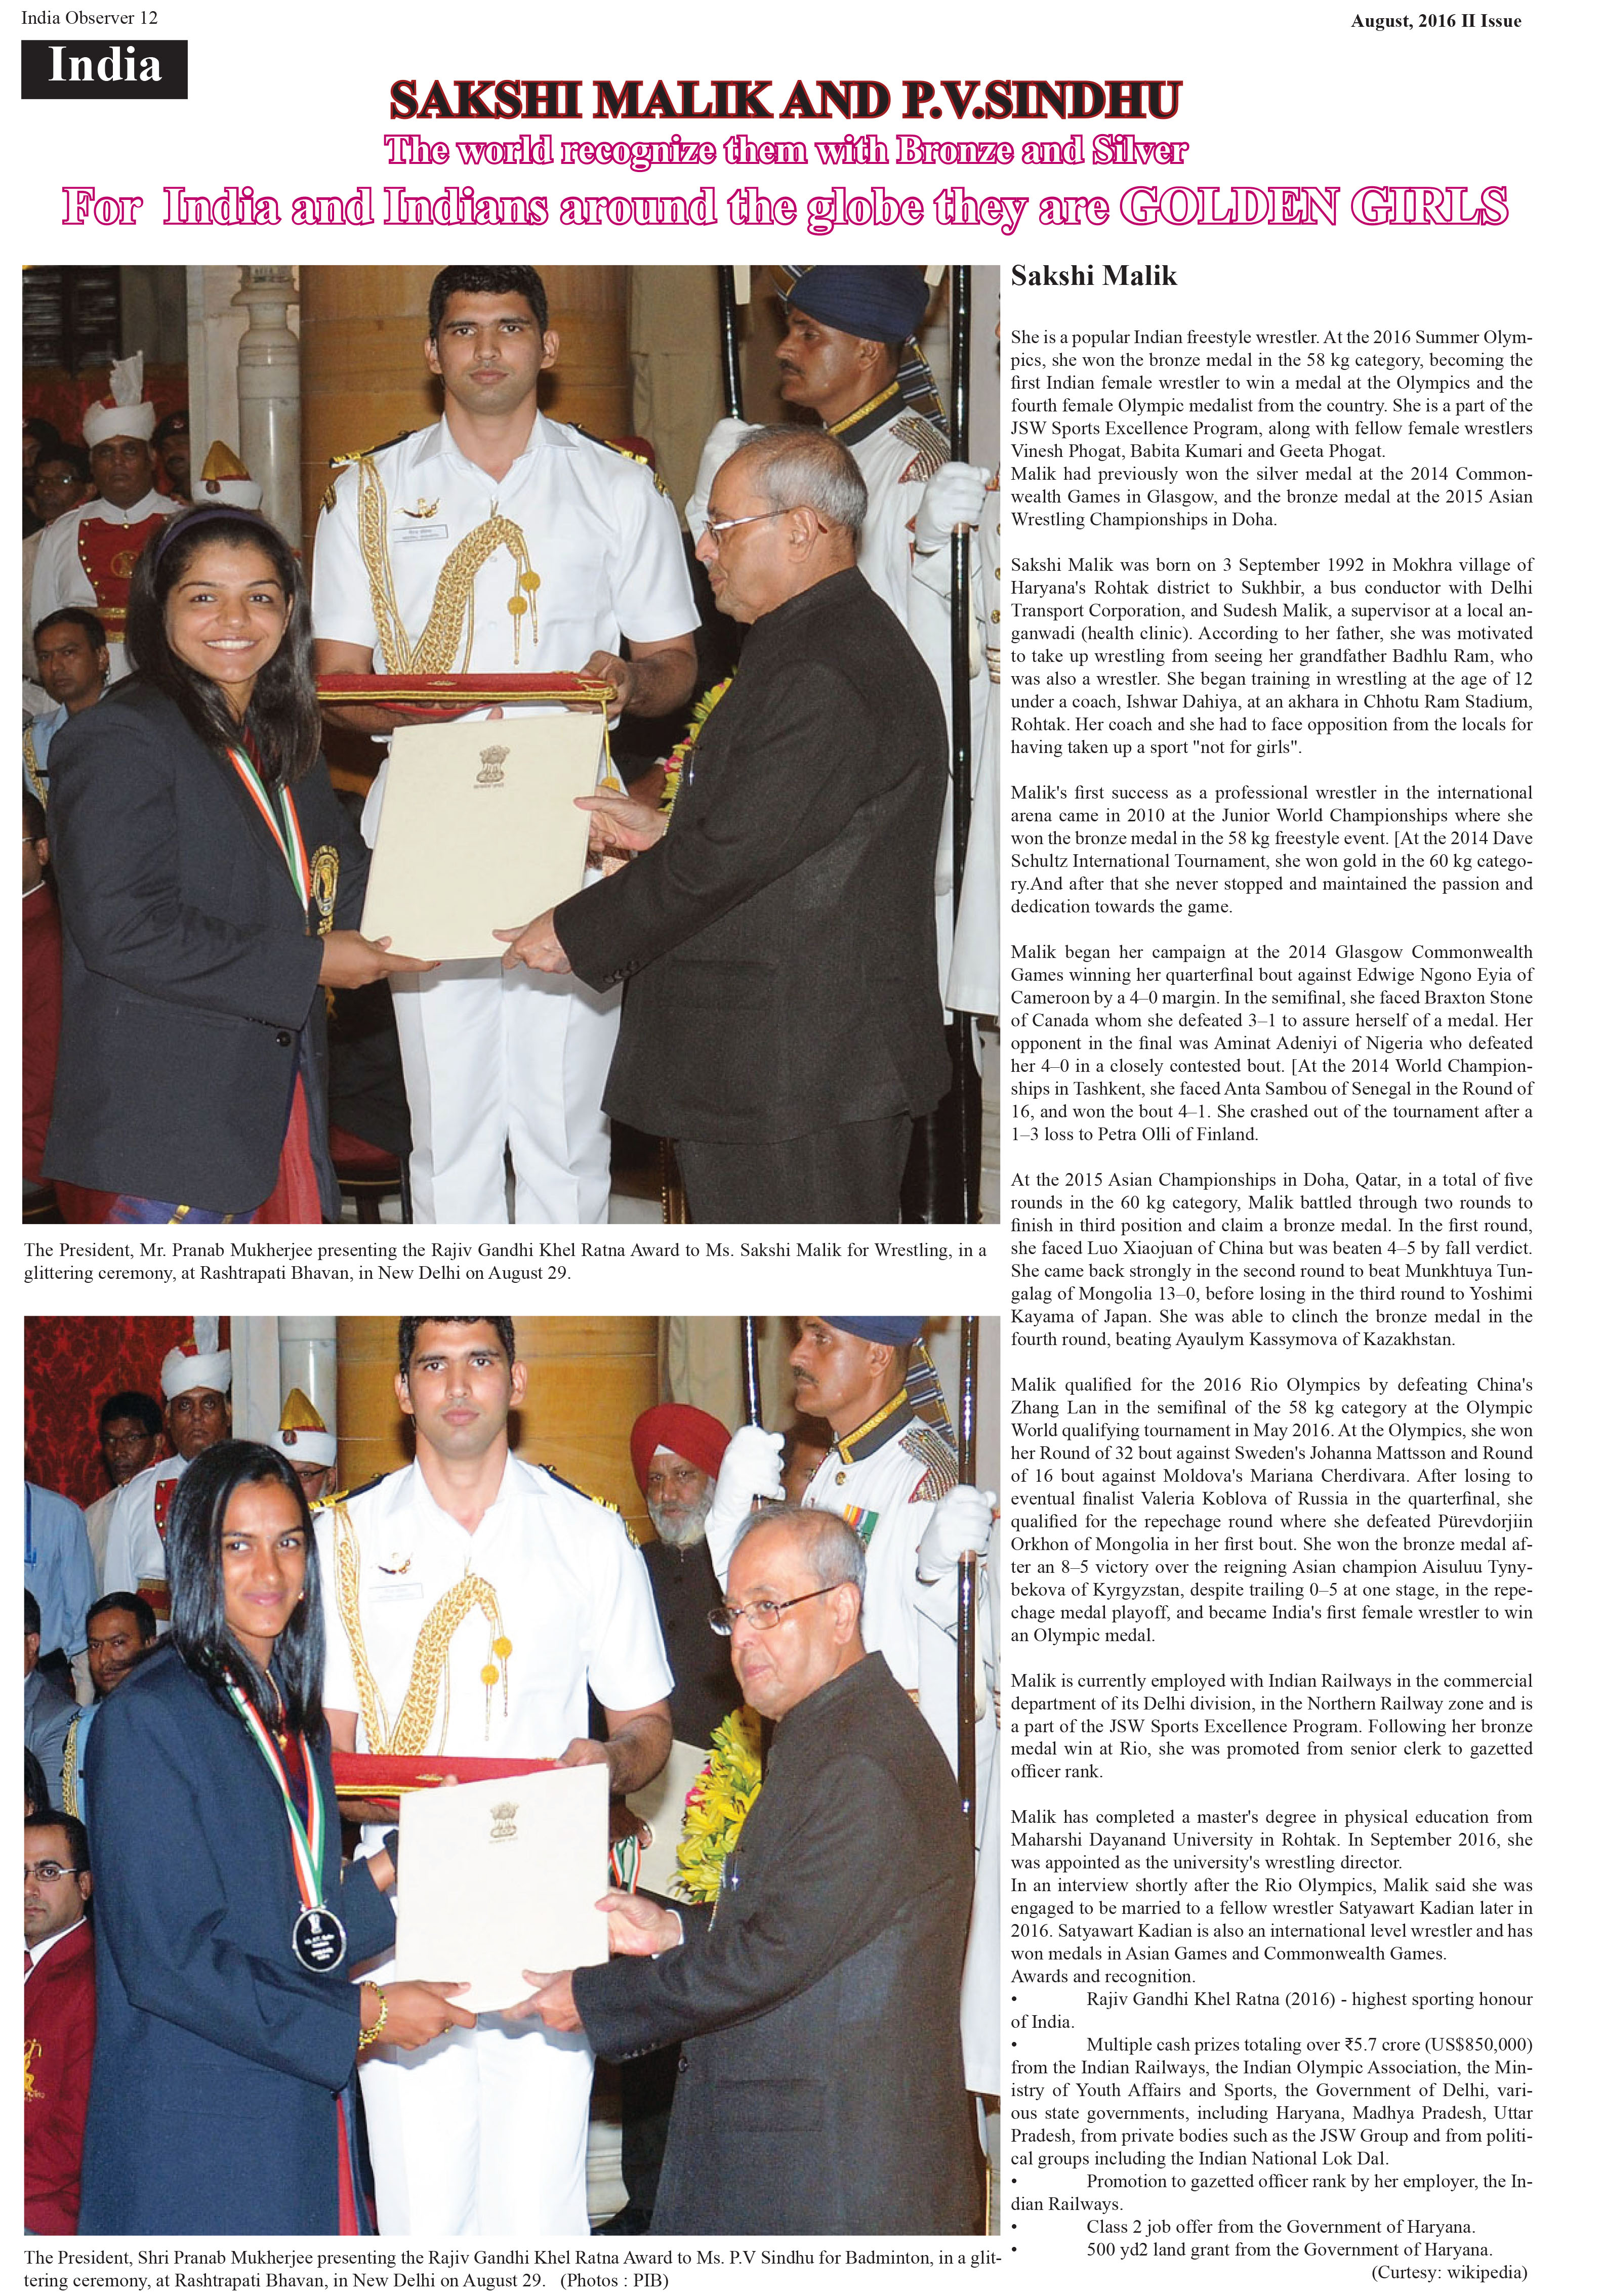 India Observer 12
August, 2016 II Issue
India
SAKSHI MALIK AND P.V.SINDHU
The world recognize them with Bronze and Silver
For India and Indians around the globe they are GOLDEN GIRLS
The President, Mr. Pranab Mukherjee presenting the Rajiv Gandhi Khel Ratna Award to Ms. Sakshi Malik for Wrestling, in a
glittering ceremony, at Rashtrapati Bhavan, in New Delhi on August 29.
The President, Shri Pranab Mukherjee presenting the Rajiv Gandhi Khel Ratna Award to Ms. P.V Sindhu for Badminton, in a glit-
tering ceremony, at Rashtrapati Bhavan, in New Delhi on August 29. (Photos : PIB)
Sakshi Malik
She is a popular Indian freestyle wrestler. At the 2016 Summer Olym-
pics, she won the bronze medal in the 58 kg category, becoming the
first Indian female wrestler to win a medal at the Olympics and the
fourth female Olympic medalist from the country. She is a part of the
JSW Sports Excellence Program, along with fellow female wrestlers
Vinesh Phogat, Babita Kumari and Geeta Phogat.
Malik had previously won the silver medal at the 2014 Common-
wealth Games in Glasgow, and the bronze medal at the 2015 Asian
Wrestling Championships in Doha.
Sakshi Malik was born on 3 September 1992 in Mokhra village of
Haryana's Rohtak district to Sukhbir, a bus conductor with Delhi
Transport Corporation, and Sudesh Malik, a supervisor at a local an-
ganwadi (health clinic). According to her father, she was motivated
to take up wrestling from seeing her grandfather Badhlu Ram, who
was also a wrestler. She began training in wrestling at the age of 12
under a coach, Ishwar Dahiya, at an akhara in Chhotu Ram Stadium,
Rohtak. Her coach and she had to face opposition from the locals for
having taken up a sport "not for girls".
Malik's first success as a professional wrestler in the international
arena came in 2010 at the Junior World Championships where she
won the bronze medal in the 58 kg freestyle event. [At the 2014 Dave
Schultz International Tournament, she won gold in the 60 kg catego-
ry.And after that she never stopped and maintained the passion and
dedication towards the game.
Malik began her campaign at the 2014 Glasgow Commonwealth
Games winning her quarterfinal bout against Edwige Ngono Eyia of
Cameroon by a 4–0 margin. In the semifinal, she faced Braxton Stone
of Canada whom she defeated 3–1 to assure herself of a medal. Her
opponent in the final was Aminat Adeniyi of Nigeria who defeated
her 4–0 in a closely contested bout. [At the 2014 World Champion-
ships in Tashkent, she faced Anta Sambou of Senegal in the Round of
16, and won the bout 4–1. She crashed out of the tournament after a
1–3 loss to Petra Olli of Finland.
At the 2015 Asian Championships in Doha, Qatar, in a total of five
rounds in the 60 kg category, Malik battled through two rounds to
finish in third position and claim a bronze medal. In the first round,
she faced Luo Xiaojuan of China but was beaten 4–5 by fall verdict.
She came back strongly in the second round to beat Munkhtuya Tun-
galag of Mongolia 13–0, before losing in the third round to Yoshimi
Kayama of Japan. She was able to clinch the bronze medal in the
fourth round, beating Ayaulym Kassymova of Kazakhstan.
Malik qualified for the 2016 Rio Olympics by defeating China's
Zhang Lan in the semifinal of the 58 kg category at the Olympic
World qualifying tournament in May 2016. At the Olympics, she won
her Round of 32 bout against Sweden's Johanna Mattsson and Round
of 16 bout against Moldova's Mariana Cherdivara. After losing to
eventual finalist Valeria Koblova of Russia in the quarterfinal, she
qualified for the repechage round where she defeated Pürevdorjiin
Orkhon of Mongolia in her first bout. She won the bronze medal af-
ter an 8–5 victory over the reigning Asian champion Aisuluu Tyny-
bekova of Kyrgyzstan, despite trailing 0–5 at one stage, in the repe-
chage medal playoff, and became India's first female wrestler to win
an Olympic medal.
Malik is currently employed with Indian Railways in the commercial
department of its Delhi division, in the Northern Railway zone and is
a part of the JSW Sports Excellence Program. Following her bronze
medal win at Rio, she was promoted from senior clerk to gazetted
officer rank.
Malik has completed a master's degree in physical education from
Maharshi Dayanand University in Rohtak. In September 2016, she
was appointed as the university's wrestling director.
In an interview shortly after the Rio Olympics, Malik said she was
engaged to be married to a fellow wrestler Satyawart Kadian later in
2016. Satyawart Kadian is also an international level wrestler and has
won medals in Asian Games and Commonwealth Games.
Awards and recognition.
• Rajiv Gandhi Khel Ratna (2016) - highest sporting honour
of India.
• Multiple cash prizes totaling over ₹5.7 crore (US$850,000)
from the Indian Railways, the Indian Olympic Association, the Min-
istry of Youth Affairs and Sports, the Government of Delhi, vari-
ous state governments, including Haryana, Madhya Pradesh, Uttar
Pradesh, from private bodies such as the JSW Group and from politi-
cal groups including the Indian National Lok Dal.
• Promotion to gazetted officer rank by her employer, the In-
dian Railways.
• Class 2 job offer from the Government of Haryana.
• 500 yd2 land grant from the Government of Haryana.
(Curtesy: wikipedia)